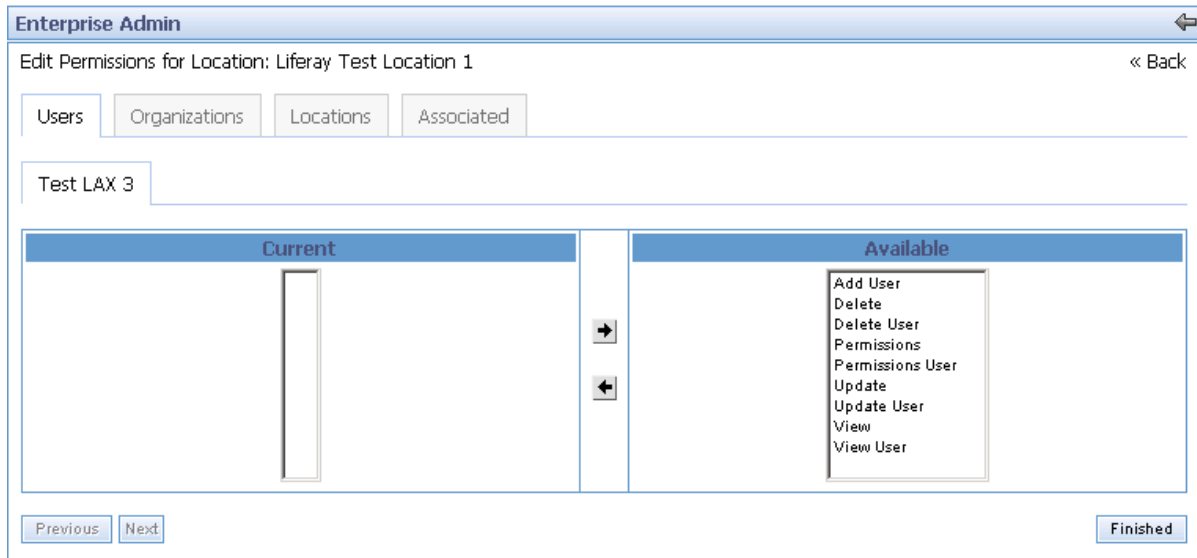 Enterprise Admin
Edit Permissions for Location: Liferay Test Location 1
« Back
Users
Organizations
Locations
Associated
Test LAX 3
Current
Available
Add User
Delete
Delete User
Permissions
Permissions User
Update
Update User
View
View User
Previous
Next
Finished